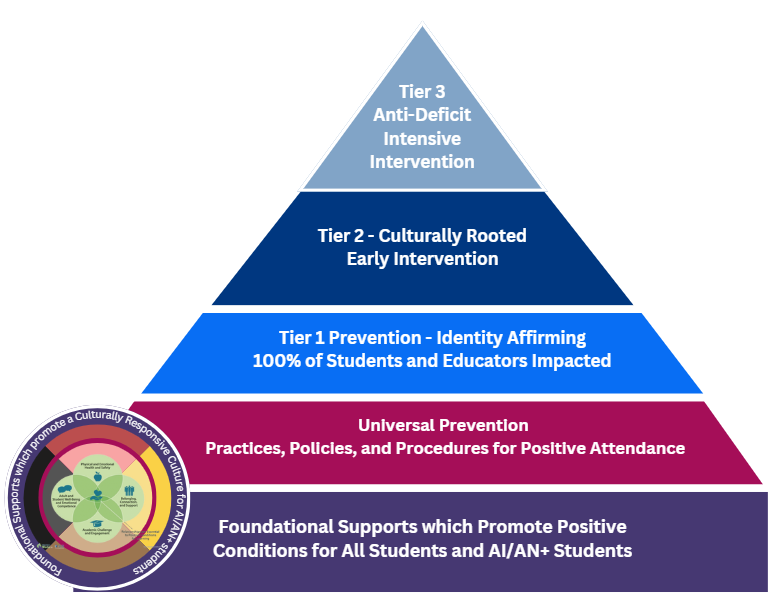 Tier 3
Anti-Deficit
Intensive
Intervention
Tier 2 - Culturally Rooted
Early Intervention
Tier 1 Prevention - Identity Affirming
100% of Students and Educators Impacted
Universal Prevention
Practices, Policies, and Procedures for Positive Attendance
Foundational Supports which Promote Positive
Conditions for All Students and AI/AN+ Students
Foundational Supports which promote a Culturally Responsive Culture for AI/AN+ students
Physical and Emotional
Health and Safety
Adult and
Student Well-Being
and Emotional
Competence
Belonging,
Connection,
and Support
Academic Challenge
and Engagement